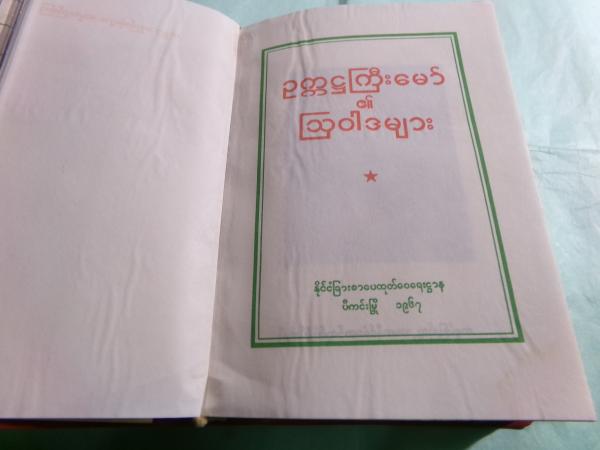 ဥက္ကဋ္ဌကြီးမော်
၏
ဩဝါဒများ
နိုင်ငံခြားစာပေထုတ်ဝေရေးဌာန
ပီကင်းမြို့ ၁၉၆၇